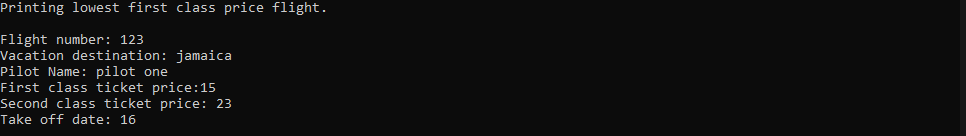 Printing lowest first class price flight.
Flight number: 123
Vacation destination: jamaica
Pilot Name: pilot one
First class ticket price:15
Second class ticket price: 23
Take off date: 16